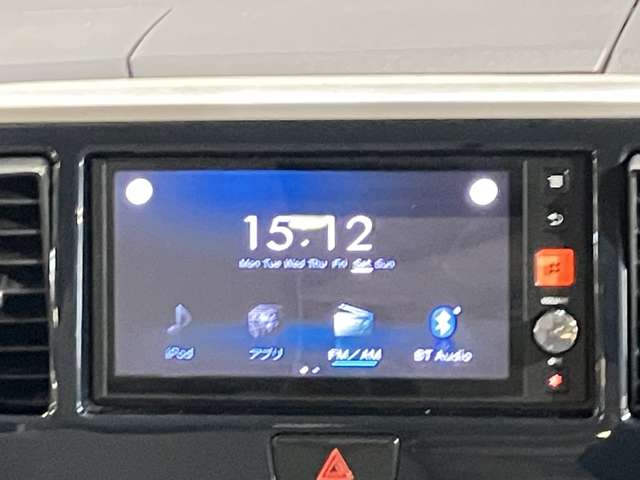 15:12
Mon Tue Wed Thu Fri Sat Sun
iPod アプリ FM/AM BT Audio